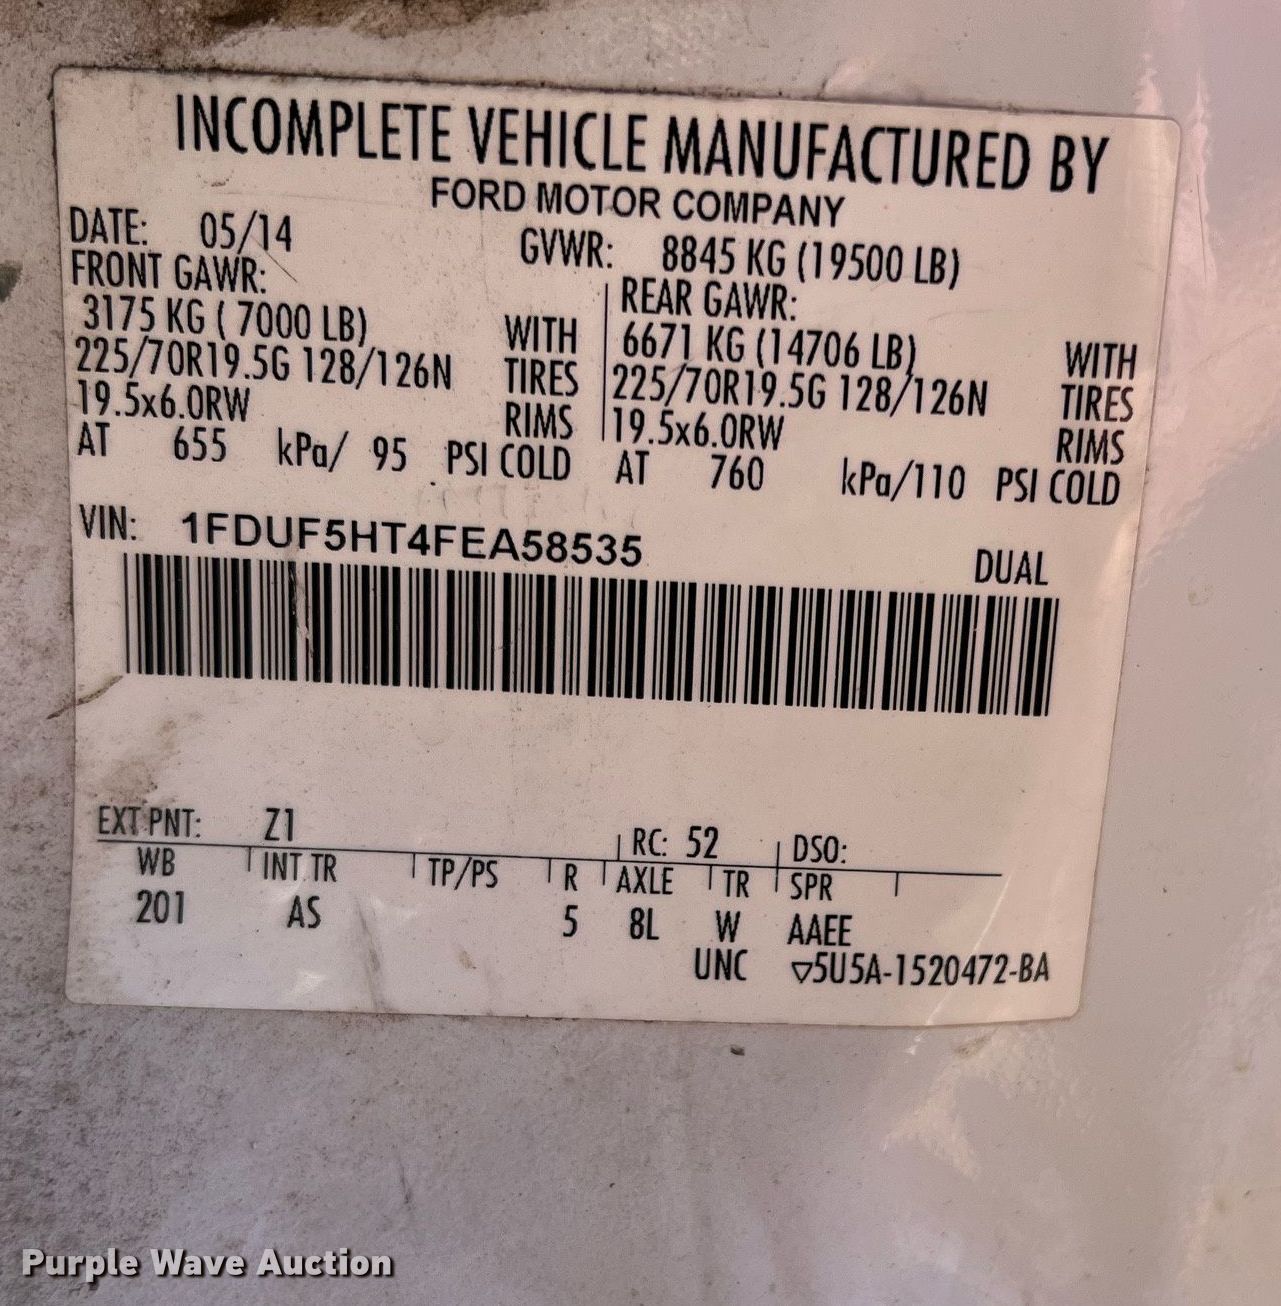 INCOMPLETE VEHICLE MANUFACTURED BY
FORD MOTOR COMPANY
DATE: 05/14 GVWR: 8845 KG (19500 LB)
FRONT GAWR: REAR GAWR:
3175 KG ( 7000 LB) WITH 6671 KG (14706 LB) WITH
225/70R19.5G 128/126N TIRES 225/70R19.5G 128/126N TIRES
19.5x6.0RW RIMS 19.5x6.0RW RIMS
AT 655 kPa/ 95 PSI COLD AT 760 kPa/110 PSI COLD
VIN: 1FDUF5HT4FEA58535 DUAL
EXT PNT: Z1 RC: 52 DSO:
WB INT TR TP/PS R AXLE TR SPR
201 AS 5 8L W AAEE
UNC ▽5U5A-1520472-BA
Purple Wave Auction